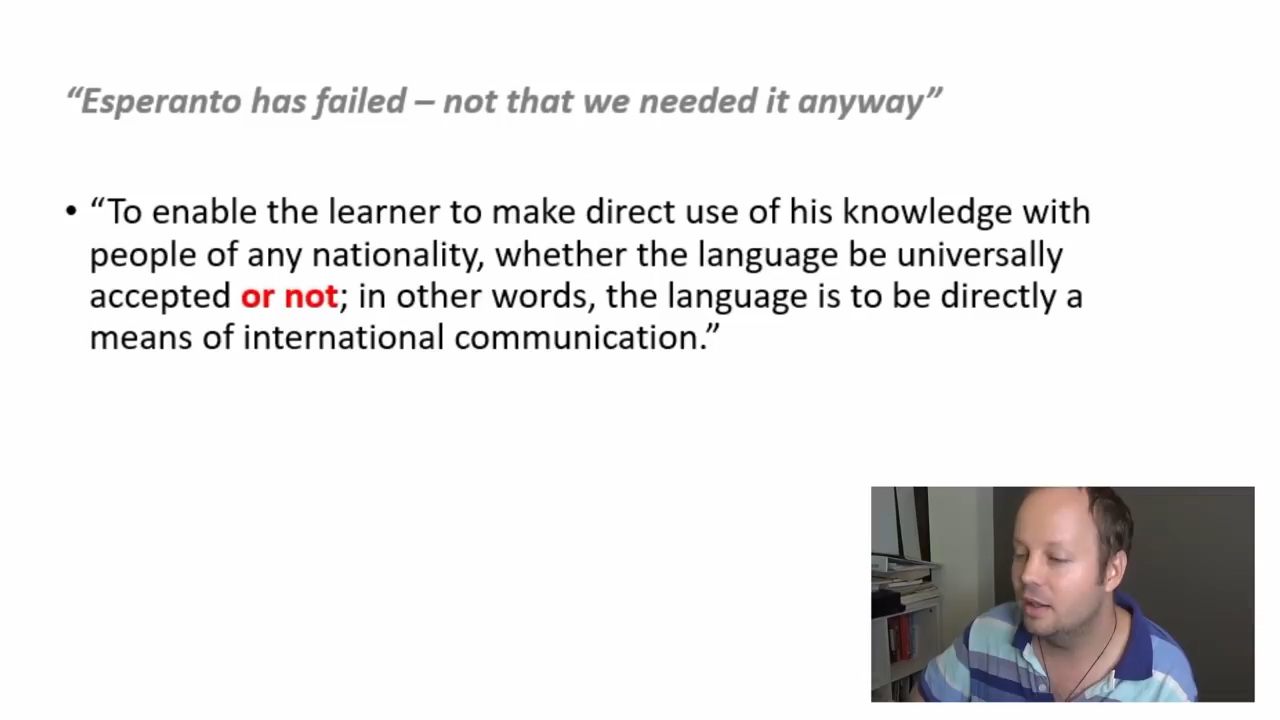 “Esperanto has failed – not that we needed it anyway”
• “To enable the learner to make direct use of his knowledge with
people of any nationality, whether the language be universally
accepted or not; in other words, the language is to be directly a
means of international communication.”